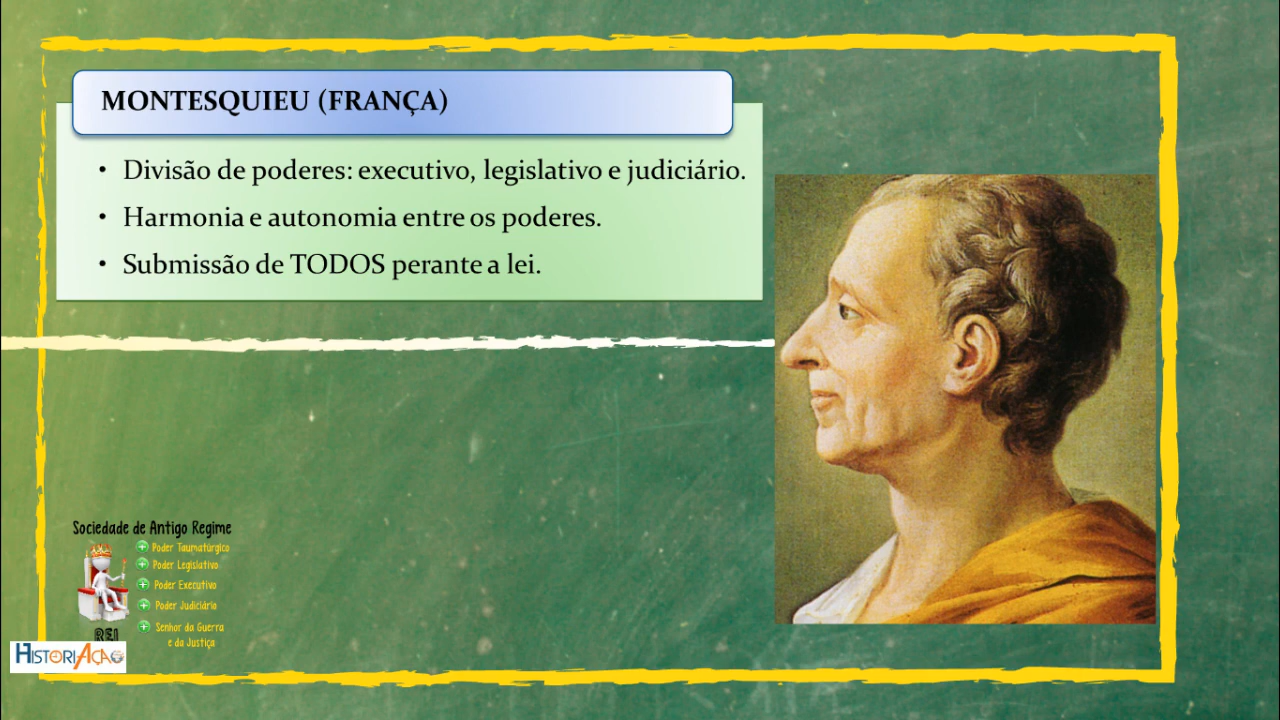 MONTESQUIEU (FRANÇA)
• Divisão de poderes: executivo, legislativo e judiciário.
• Harmonia e autonomia entre os poderes.
• Submissão de TODOS perante a lei.
Sociedade de Antigo Regime
Poder Taumatúrgico
Poder Legislativo
Poder Executivo
Poder Judiciário
Senhor da Guerra
e da Justiça
REI
HISTORIAÇÃO